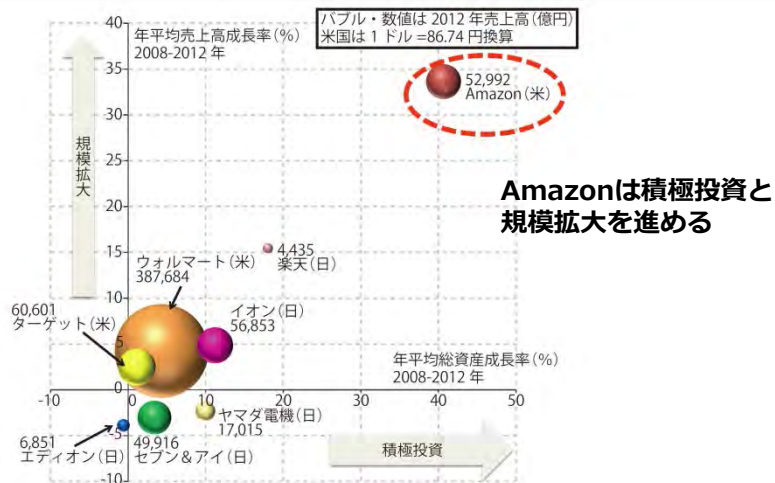 バブル・数値は 2012 年売上高(億円)
米国は 1 ドル =86.74 円換算
年平均売上高成長率(%)
2008-2012 年
40
35
30
25
20
15
10
5
0
-5
-10
規模拡大
52,992
Amazon(米)
Amazonは積極投資と
規模拡大を進める
4,435
楽天(日)
ウォルマート(米)
387,684
60,601
ターゲット(米)
イオン(日)
56,853
年平均総資産成長率(%)
2008-2012 年
-10
0
10
20
30
40
50
ヤマダ電機(日)
17,015
6,851
エディオン(日)
49,916
セブン&アイ(日)
積極投資